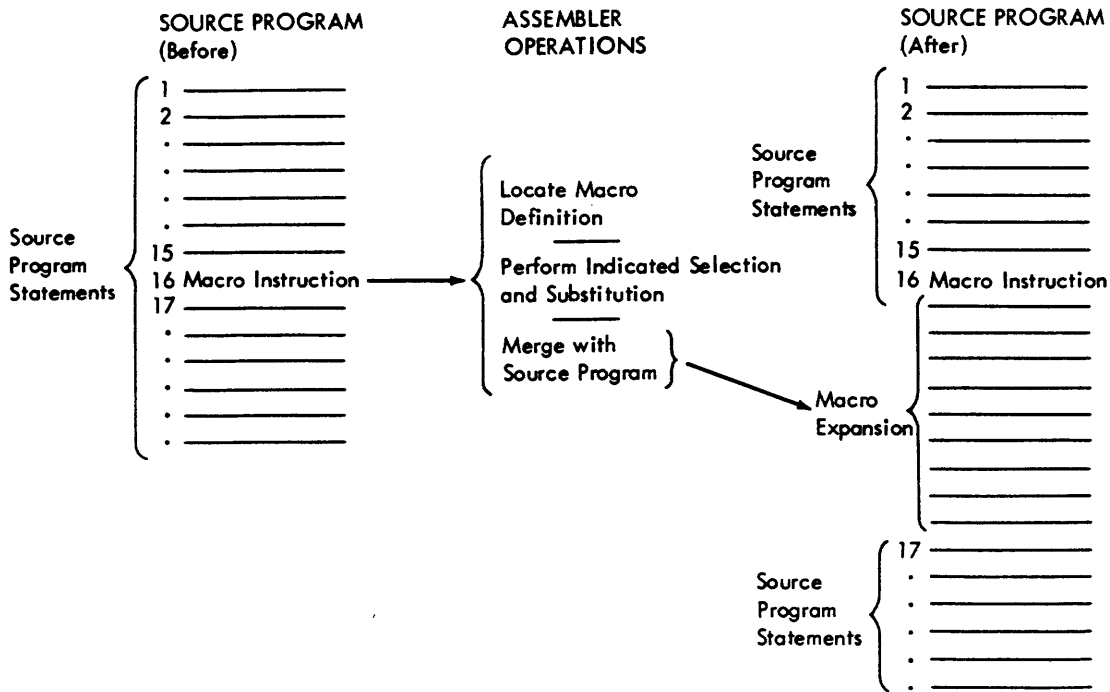 SOURCE PROGRAM
(Before)
Source
Program
Statements
1
2
.
.
.
.
15
16 Macro Instruction
17
.
.
.
.
.
ASSEMBLER
OPERATIONS
Locate Macro
Definition
Perform Indicated Selection
and Substitution
Merge with
Source Program
SOURCE PROGRAM
(After)
Source
Program
Statements
1
2
.
.
.
.
15
16 Macro Instruction
Macro
Expansion
Source
Program
Statements
17
.
.
.
.
.